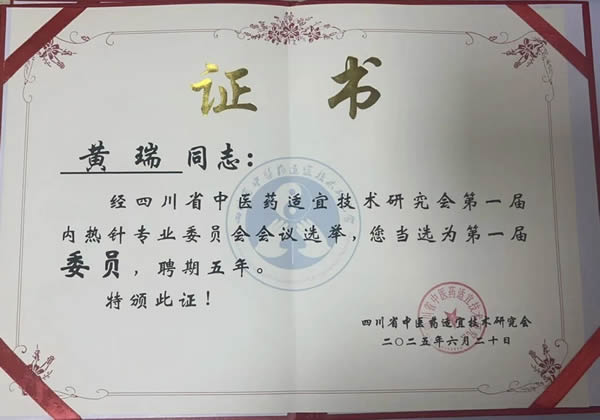 证书
黄瑞 同志：
经四川省中医药适宜技术研究会第一届
内热针专业委员会会议选举，您当选为第一届
委员，聘期五年。
特颁此证！
四川省中医药适宜技术研究会
二〇二五年六月二十日